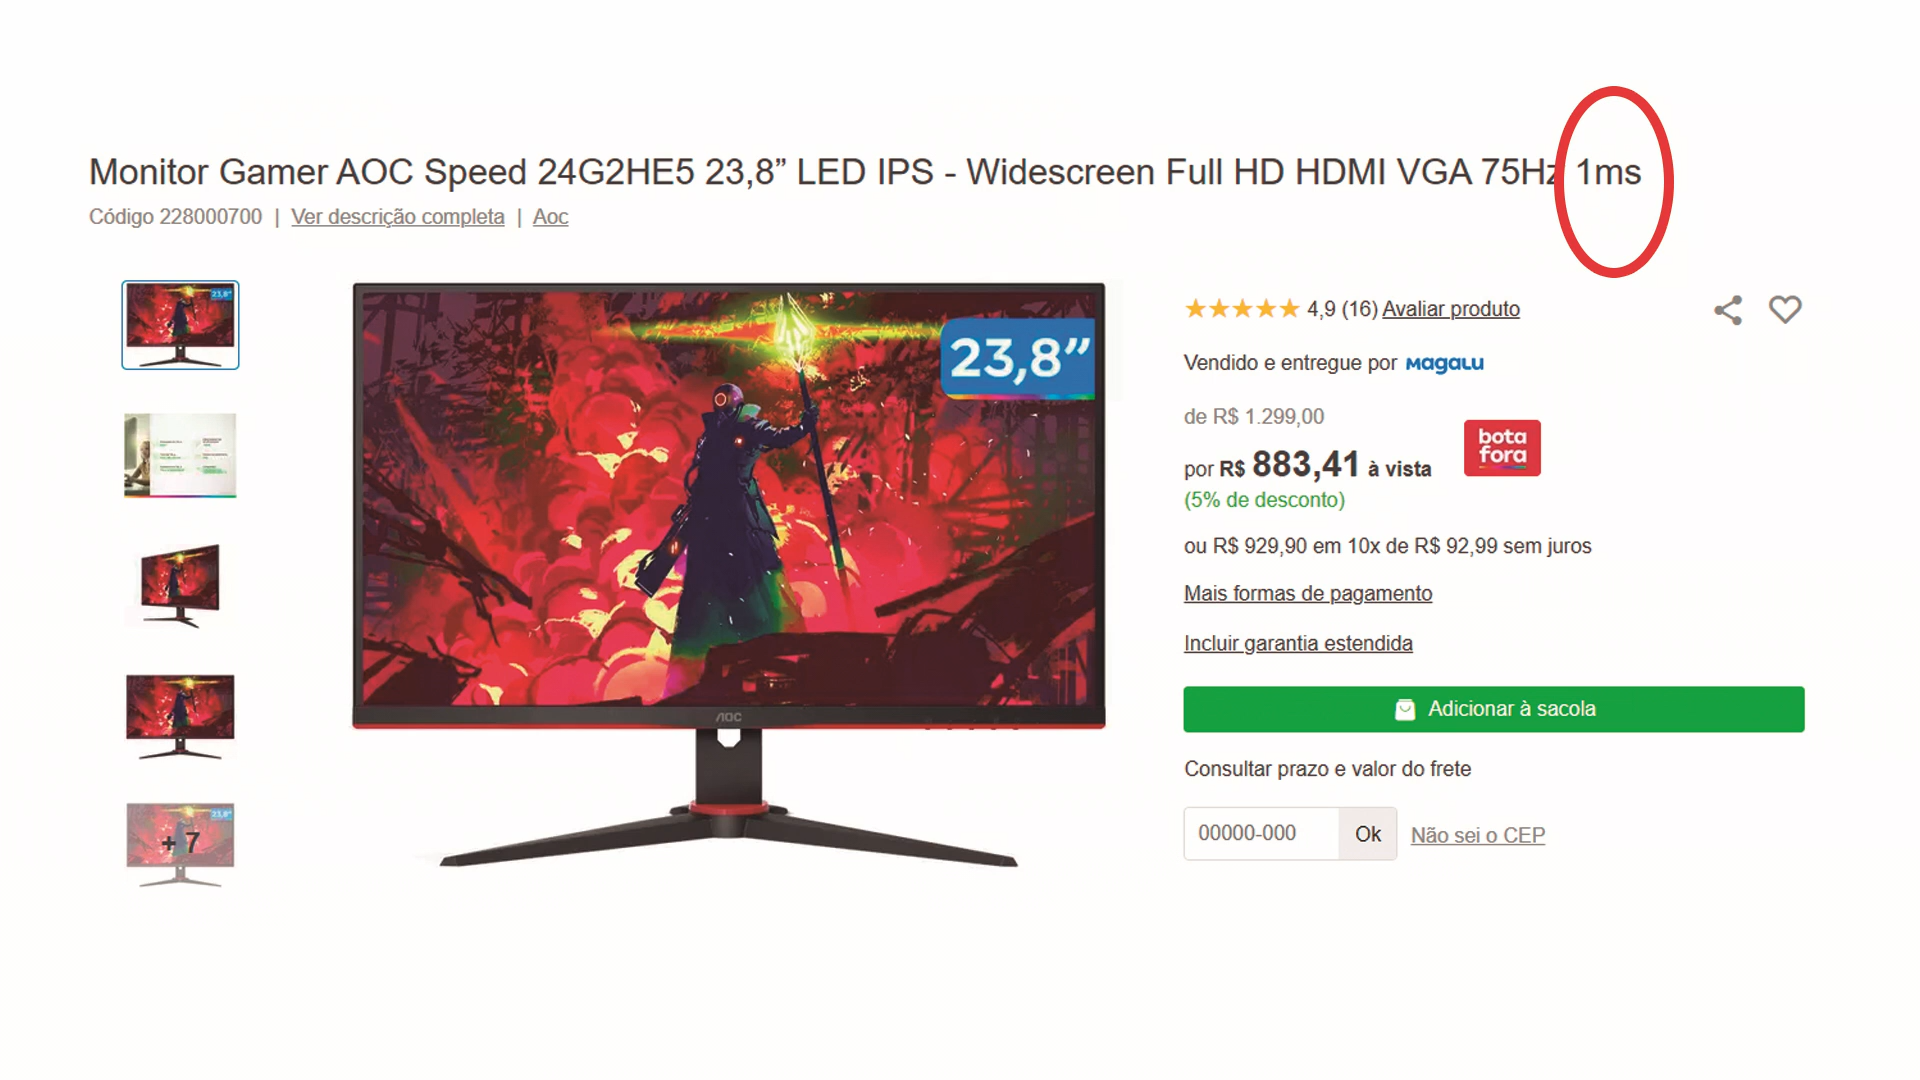 Monitor Gamer AOC Speed 24G2HE5 23,8” LED IPS - Widescreen Full HD HDMI VGA 75Hz 1ms
Código 228000700 | Ver descrição completa | Aoc
23,8”
23,8”
AOC
+ 7
23,8”
4,9 (16) Avaliar produto
Vendido e entregue por Magalu
de R$ 1.299,00
por R$ 883,41 à vista
bota
fora
(5% de desconto)
ou R$ 929,90 em 10x de R$ 92,99 sem juros
Mais formas de pagamento
Incluir garantia estendida
Adicionar à sacola
Consultar prazo e valor do frete
00000-000 Ok Não sei o CEP